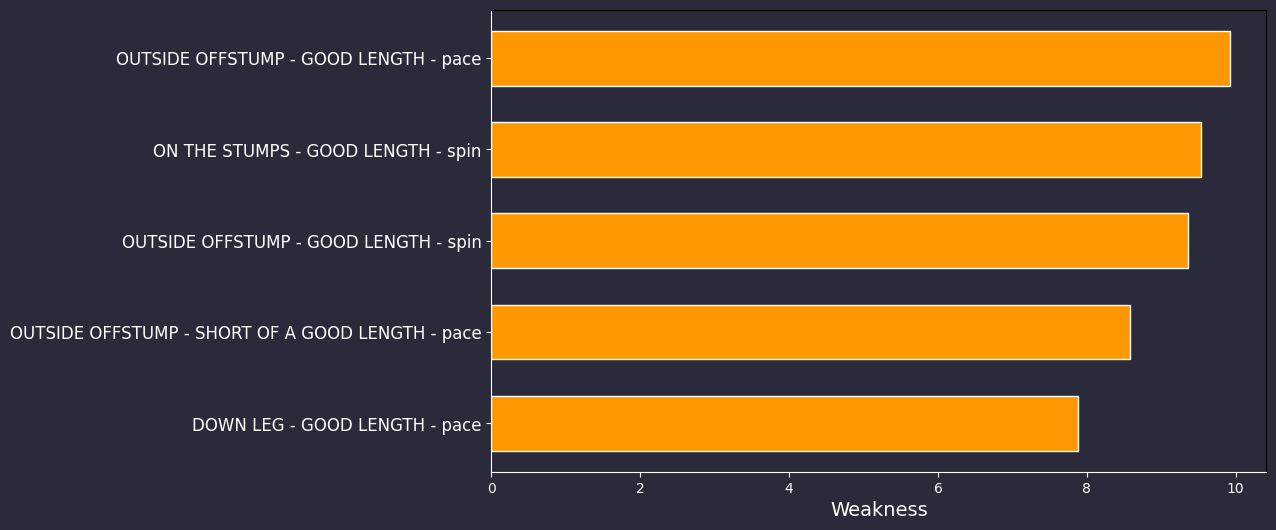 OUTSIDE OFFSTUMP - GOOD LENGTH - pace
ON THE STUMPS - GOOD LENGTH - spin
OUTSIDE OFFSTUMP - GOOD LENGTH - spin
OUTSIDE OFFSTUMP - SHORT OF A GOOD LENGTH - pace
DOWN LEG - GOOD LENGTH - pace
0 2 4 6 8 10
Weakness